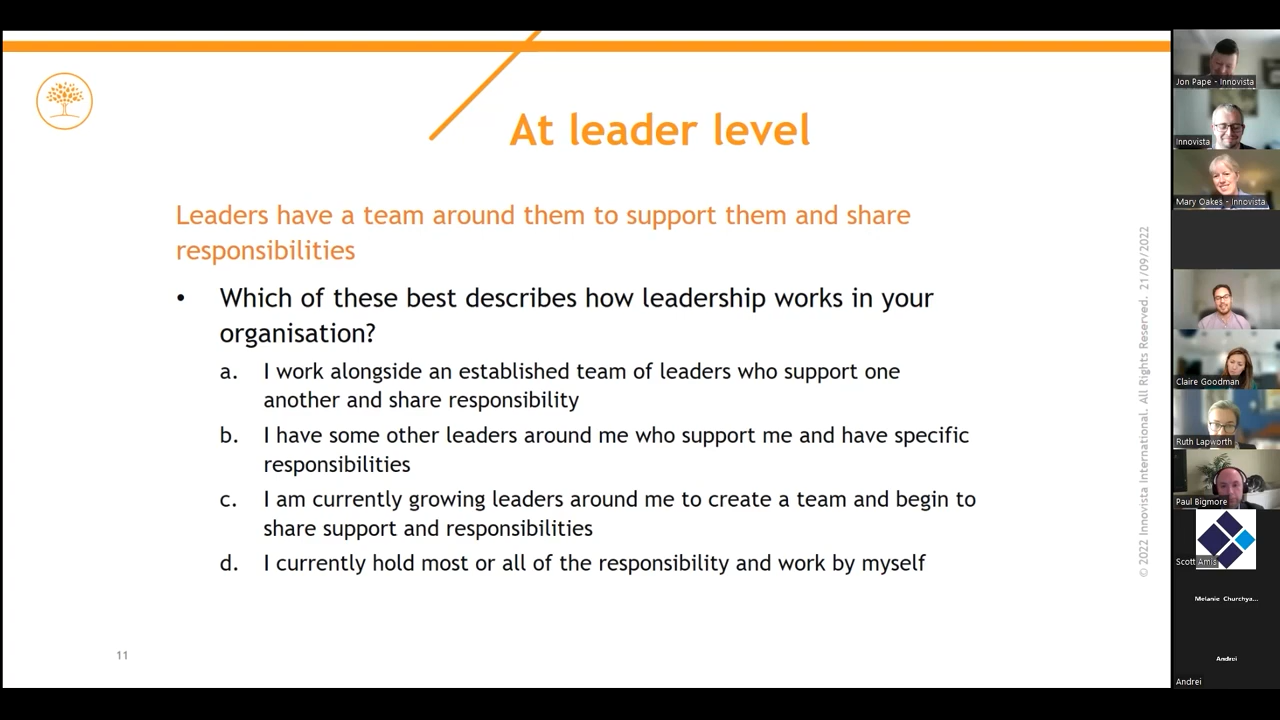 At leader level
Leaders have a team around them to support them and share
responsibilities
• Which of these best describes how leadership works in your
organisation?
a. I work alongside an established team of leaders who support one
another and share responsibility
b. I have some other leaders around me who support me and have specific
responsibilities
c. I am currently growing leaders around me to create a team and begin to
share support and responsibilities
d. I currently hold most or all of the responsibility and work by myself
11
© 2022 Innovista International. All Rights Reserved. 21/09/2022
Jon Pape - Innovista
Innovista
Mary Oakes - Innovista
Claire Goodman
Ruth Lapworth
Paul Bigmore
Scott Amis
Melanie Churchya...
Andrei
Andrei